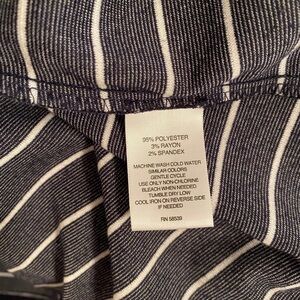 95% POLYESTER
3% RAYON
2% SPANDEX
MACHINE WASH COLD WATER
SIMILAR COLORS
GENTLE CYCLE
USE ONLY NON-CHLORINE
BLEACH WHEN NEEDED
TUMBLE DRY LOW
COOL IRON ON REVERSE SIDE
IF NEEDED
RN 58539